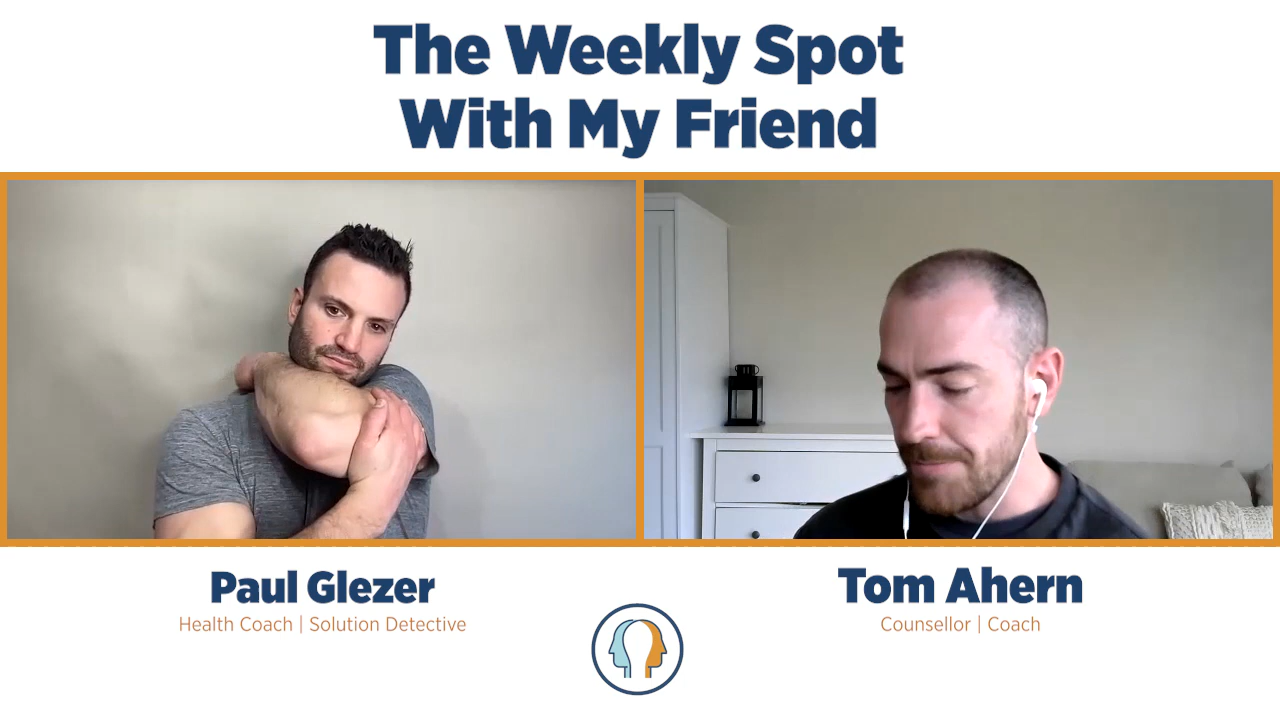 The Weekly Spot
With My Friend
Paul Glezer
Health Coach | Solution Detective
Tom Ahern
Counsellor | Coach